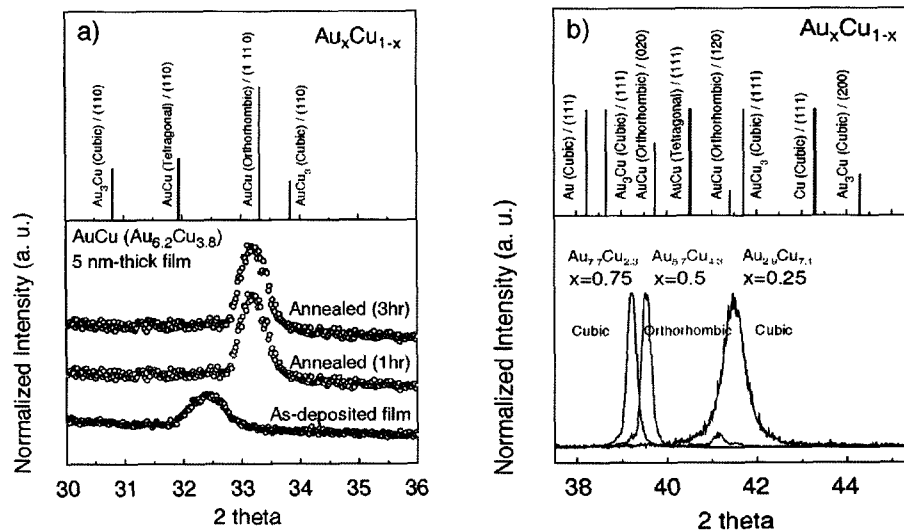 a)
AuₓCu₁₋ₓ
Au₃Cu (Cubic) / (110)
AuCu (Tetragonal) / (110)
AuCu (Orthorhombic) / (1 11 0)
AuCu₃ (Cubic) / (110)
AuCu (Au₆.₂Cu₃.₈)
5 nm-thick film
Annealed (3hr)
Annealed (1hr)
As-deposited film
Normalized Intensity (a. u.)
30 31 32 33 34 35 36
2 theta
b)
AuₓCu₁₋ₓ
Au (Cubic) / (111)
Au₃Cu (Cubic) / (111)
AuCu (Orthorhombic) / (020)
AuCu (Tetragonal) / (111)
AuCu (Orthorhombic) / (120)
AuCu₃ (Cubic) / (111)
Cu (Cubic) / (111)
Au₃Cu (Cubic) / (200)
Au₇.₇Cu₂.₃ Au₅.₇Cu₄.₃ Au₂.₉Cu₇.₁
x=0.75 x=0.5 x=0.25
Cubic Orthorhombic Cubic
Normalized Intensity (a. u.)
38 40 42 44
2 theta